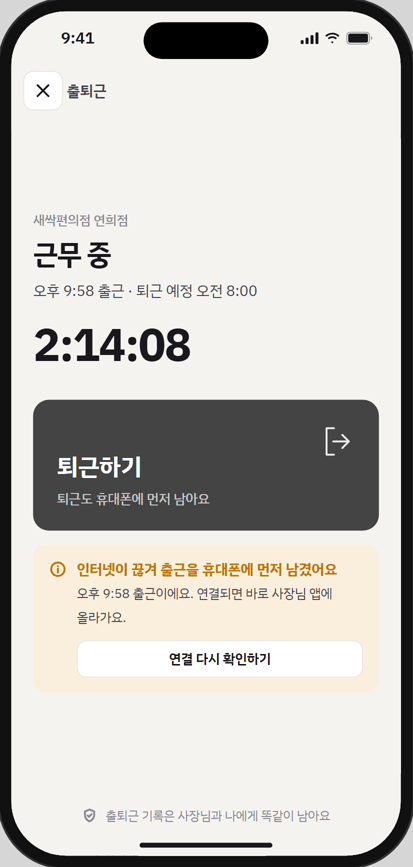 9:41
출퇴근
새싹편의점 연희점
근무 중
오후 9:58 출근 · 퇴근 예정 오전 8:00
2:14:08
퇴근하기
퇴근도 휴대폰에 먼저 남아요
인터넷이 끊겨 출근을 휴대폰에 먼저 남겼어요
오후 9:58 출근이에요. 연결되면 바로 사장님 앱에
올라가요.
연결 다시 확인하기
출퇴근 기록은 사장님과 나에게 똑같이 남아요